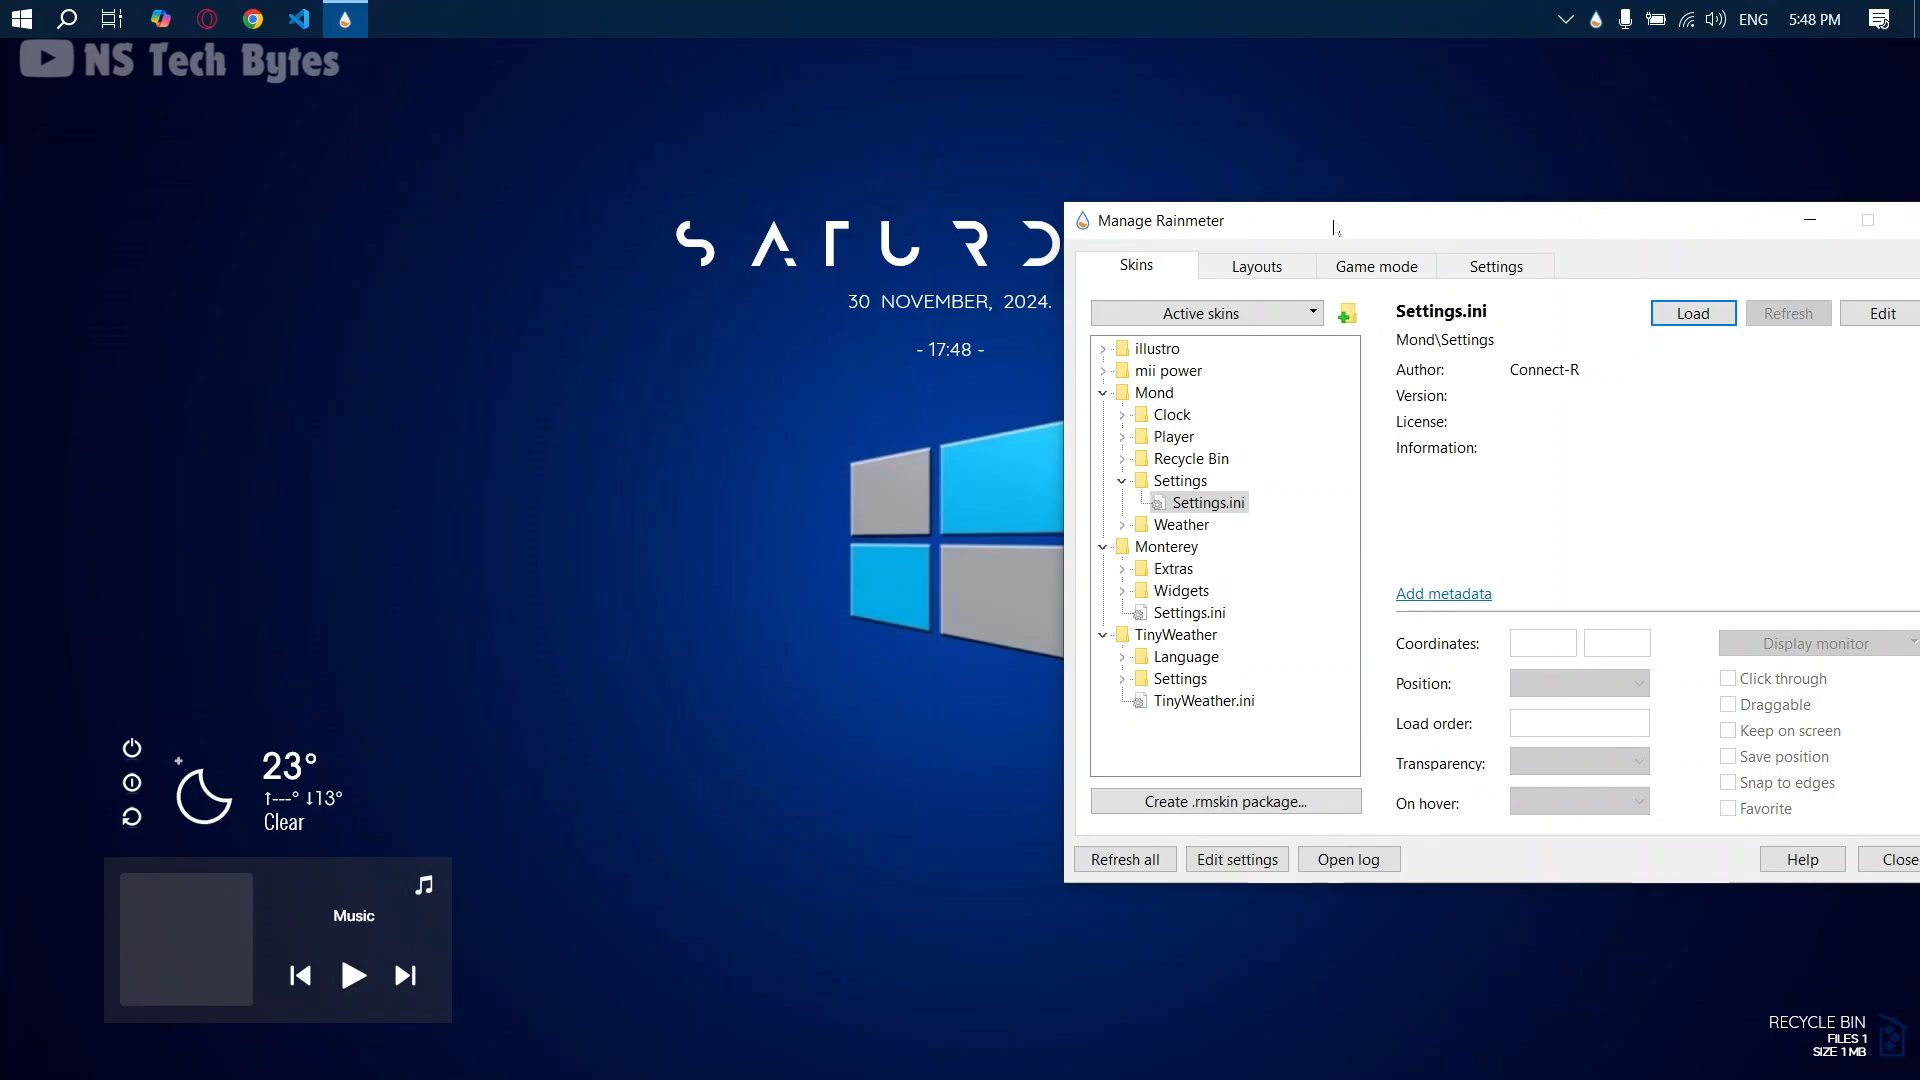 ENG
5:48 PM
NS Tech Bytes
SATURD
30 NOVEMBER, 2024.
- 17:48 -
Manage Rainmeter
Skins
Layouts
Game mode
Settings
Active skins
illustro
mii power
Mond
Clock
Player
Recycle Bin
Settings
Settings.ini
Weather
Monterey
Extras
Widgets
Settings.ini
TinyWeather
Language
Settings
TinyWeather.ini
Create .rmskin package...
Settings.ini
Load
Refresh
Edit
Mond\Settings
Author: Connect-R
Version:
License:
Information:
Add metadata
Coordinates:
Display monitor
Position:
Load order:
Transparency:
On hover:
Click through
Draggable
Keep on screen
Save position
Snap to edges
Favorite
Refresh all
Edit settings
Open log
Help
Close
23°
↑---° ↓13°
Clear
Music
RECYCLE BIN
FILES 1
SIZE 1 MB